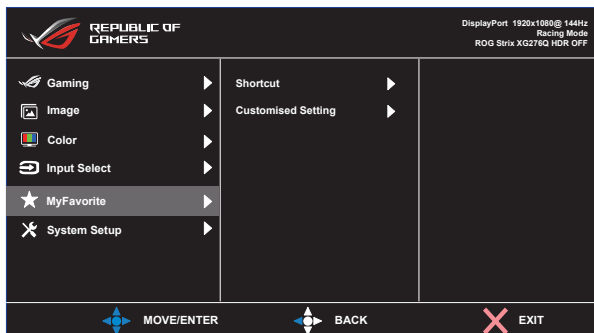 REPUBLIC OF
GAMERS
DisplayPort 1920x1080@ 144Hz
Racing Mode
ROG Strix XG276Q HDR OFF
Gaming
Image
Color
Input Select
MyFavorite
System Setup
Shortcut
Customised Setting
MOVE/ENTER
BACK
EXIT